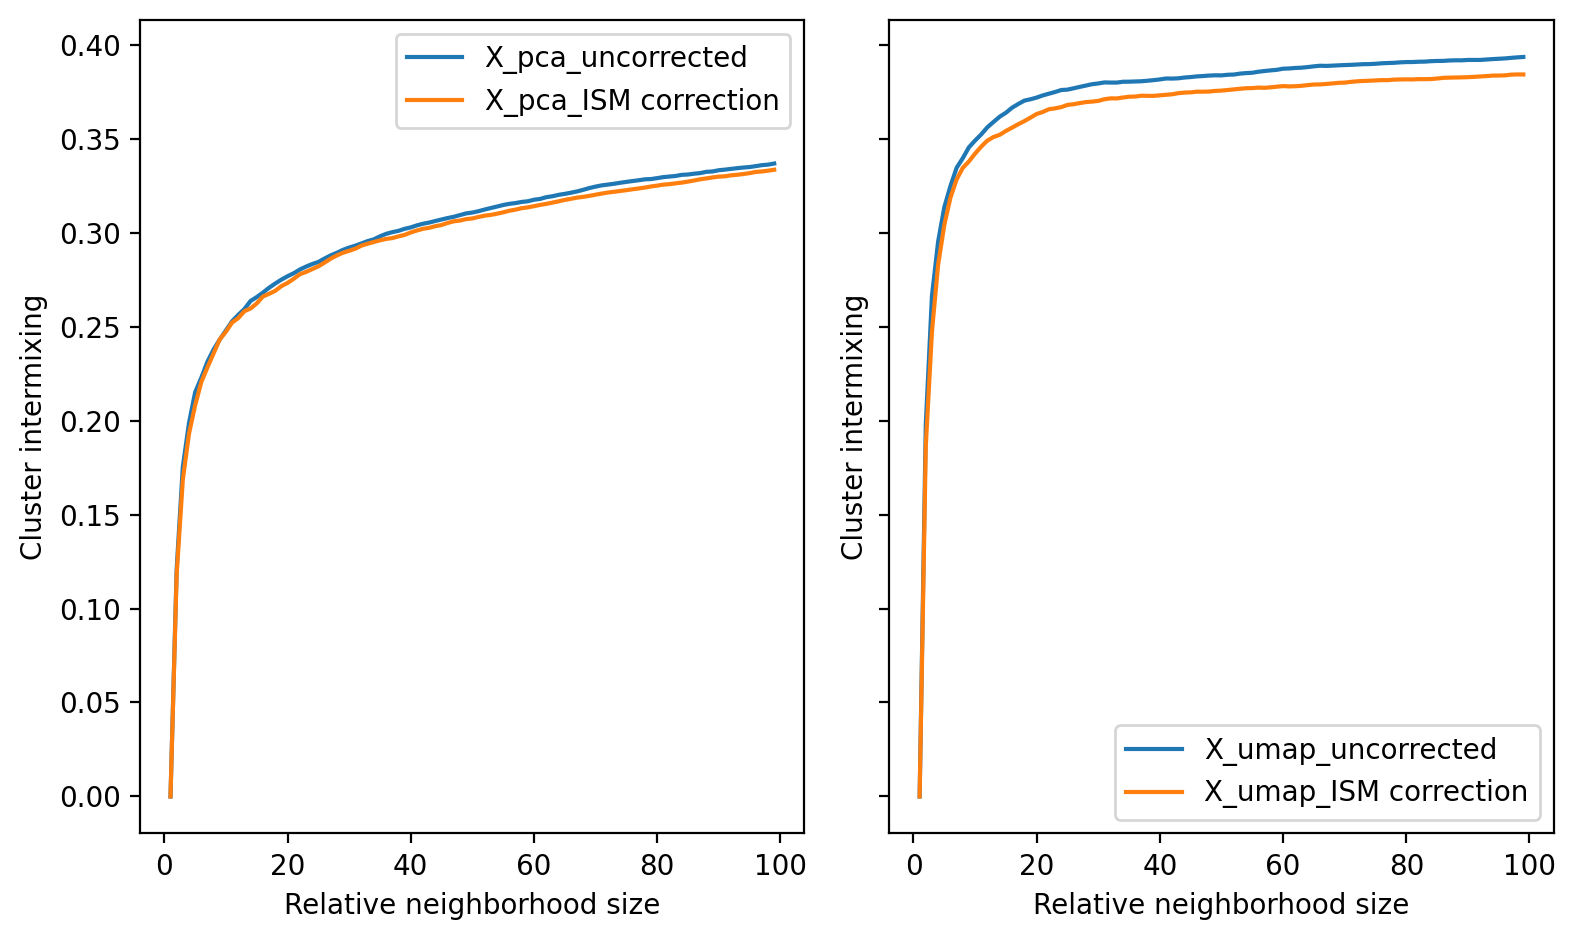 0.40
0.35
0.30
0.25
0.20
0.15
0.10
0.05
0.00
Cluster intermixing
X_pca_uncorrected
X_pca_ISM correction
0 20 40 60 80 100
Relative neighborhood size
Cluster intermixing
X_umap_uncorrected
X_umap_ISM correction
0 20 40 60 80 100
Relative neighborhood size